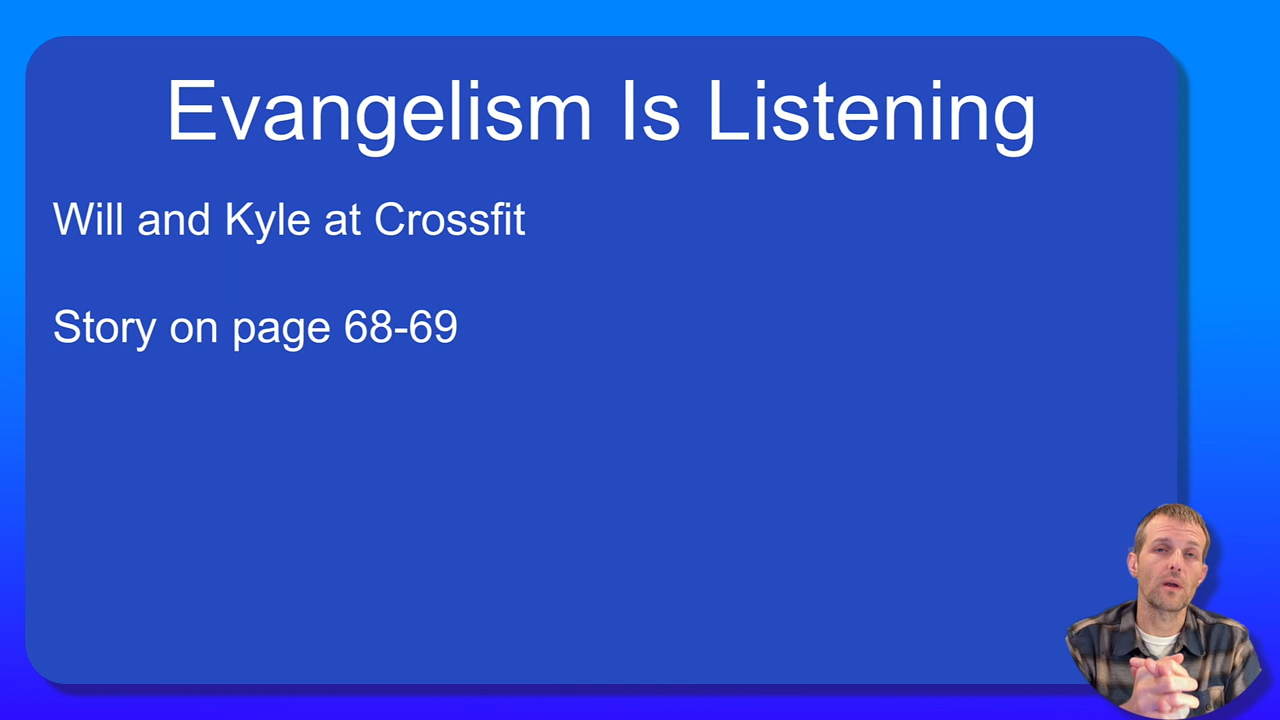 Evangelism Is Listening
Will and Kyle at Crossfit
Story on page 68-69